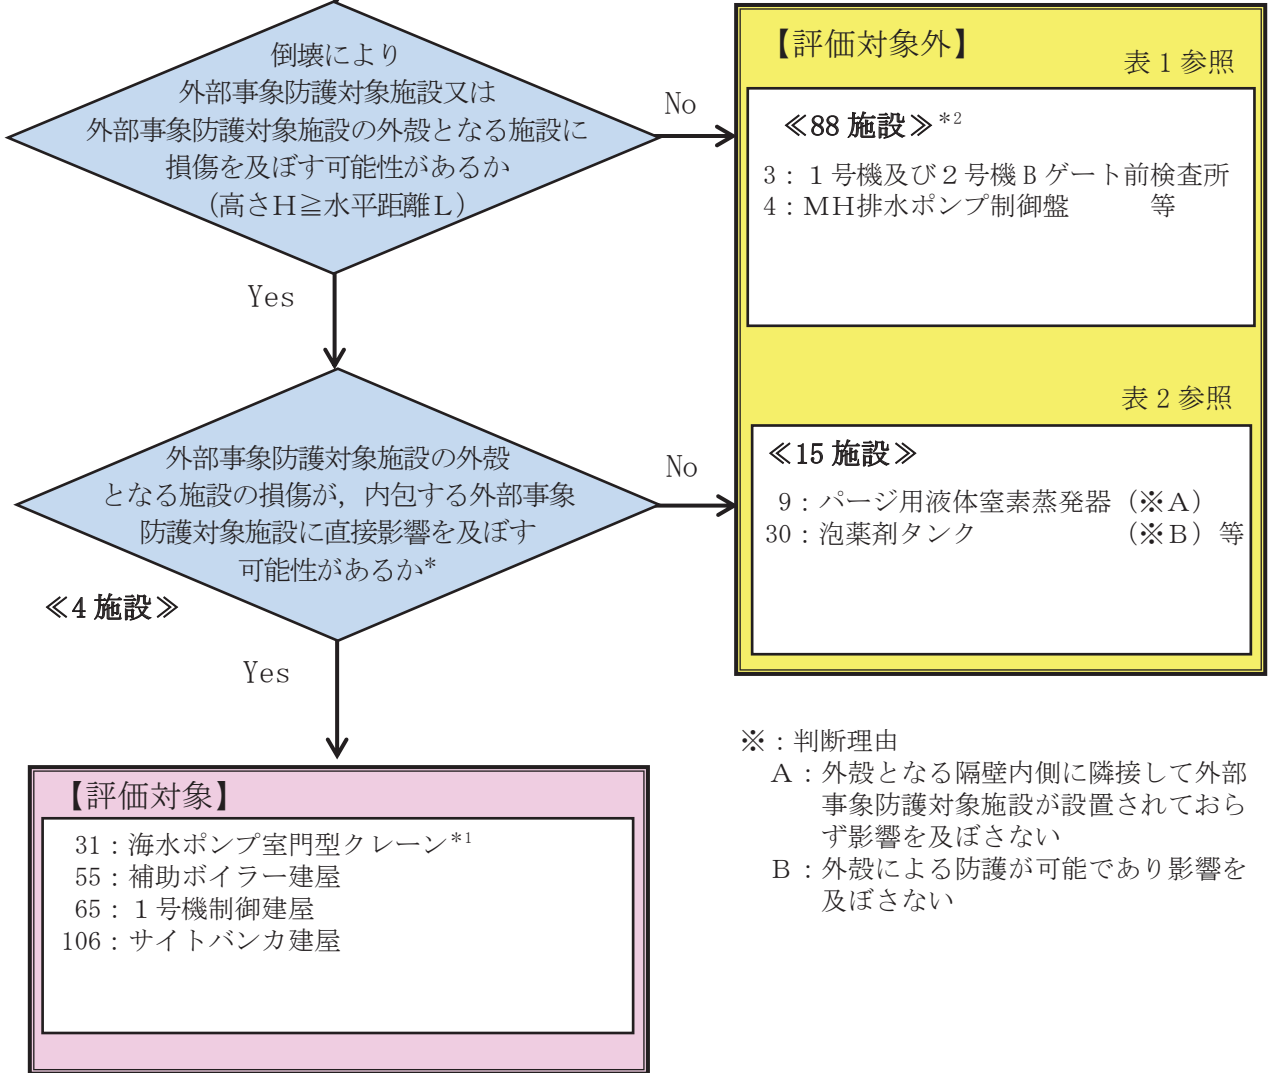 倒壊により
外部事象防護対象施設又は
外部事象防護対象施設の外殻となる施設に
損傷を及ぼす可能性があるか
（高さH≧水平距離L）
No
Yes
【評価対象外】
表1参照
≪88 施設≫*2
3：１号機及び２号機Bゲート前検査所
4：MH排水ポンプ制御盤 等
外部事象防護対象施設の外殻
となる施設の損傷が，内包する外部事象
防護対象施設に直接影響を及ぼす
可能性があるか*
≪4 施設≫
No
Yes
表2参照
≪15 施設≫
9：パージ用液体窒素蒸発器（※A）
30：泡薬剤タンク （※B）等
【評価対象】
31：海水ポンプ室門型クレーン*1
55：補助ボイラー建屋
65：１号機制御建屋
106：サイトバンカ建屋
※：判断理由
A：外殻となる隔壁内側に隣接して外部
事象防護対象施設が設置されておら
ず影響を及ぼさない
B：外殻による防護が可能であり影響を
及ぼさない